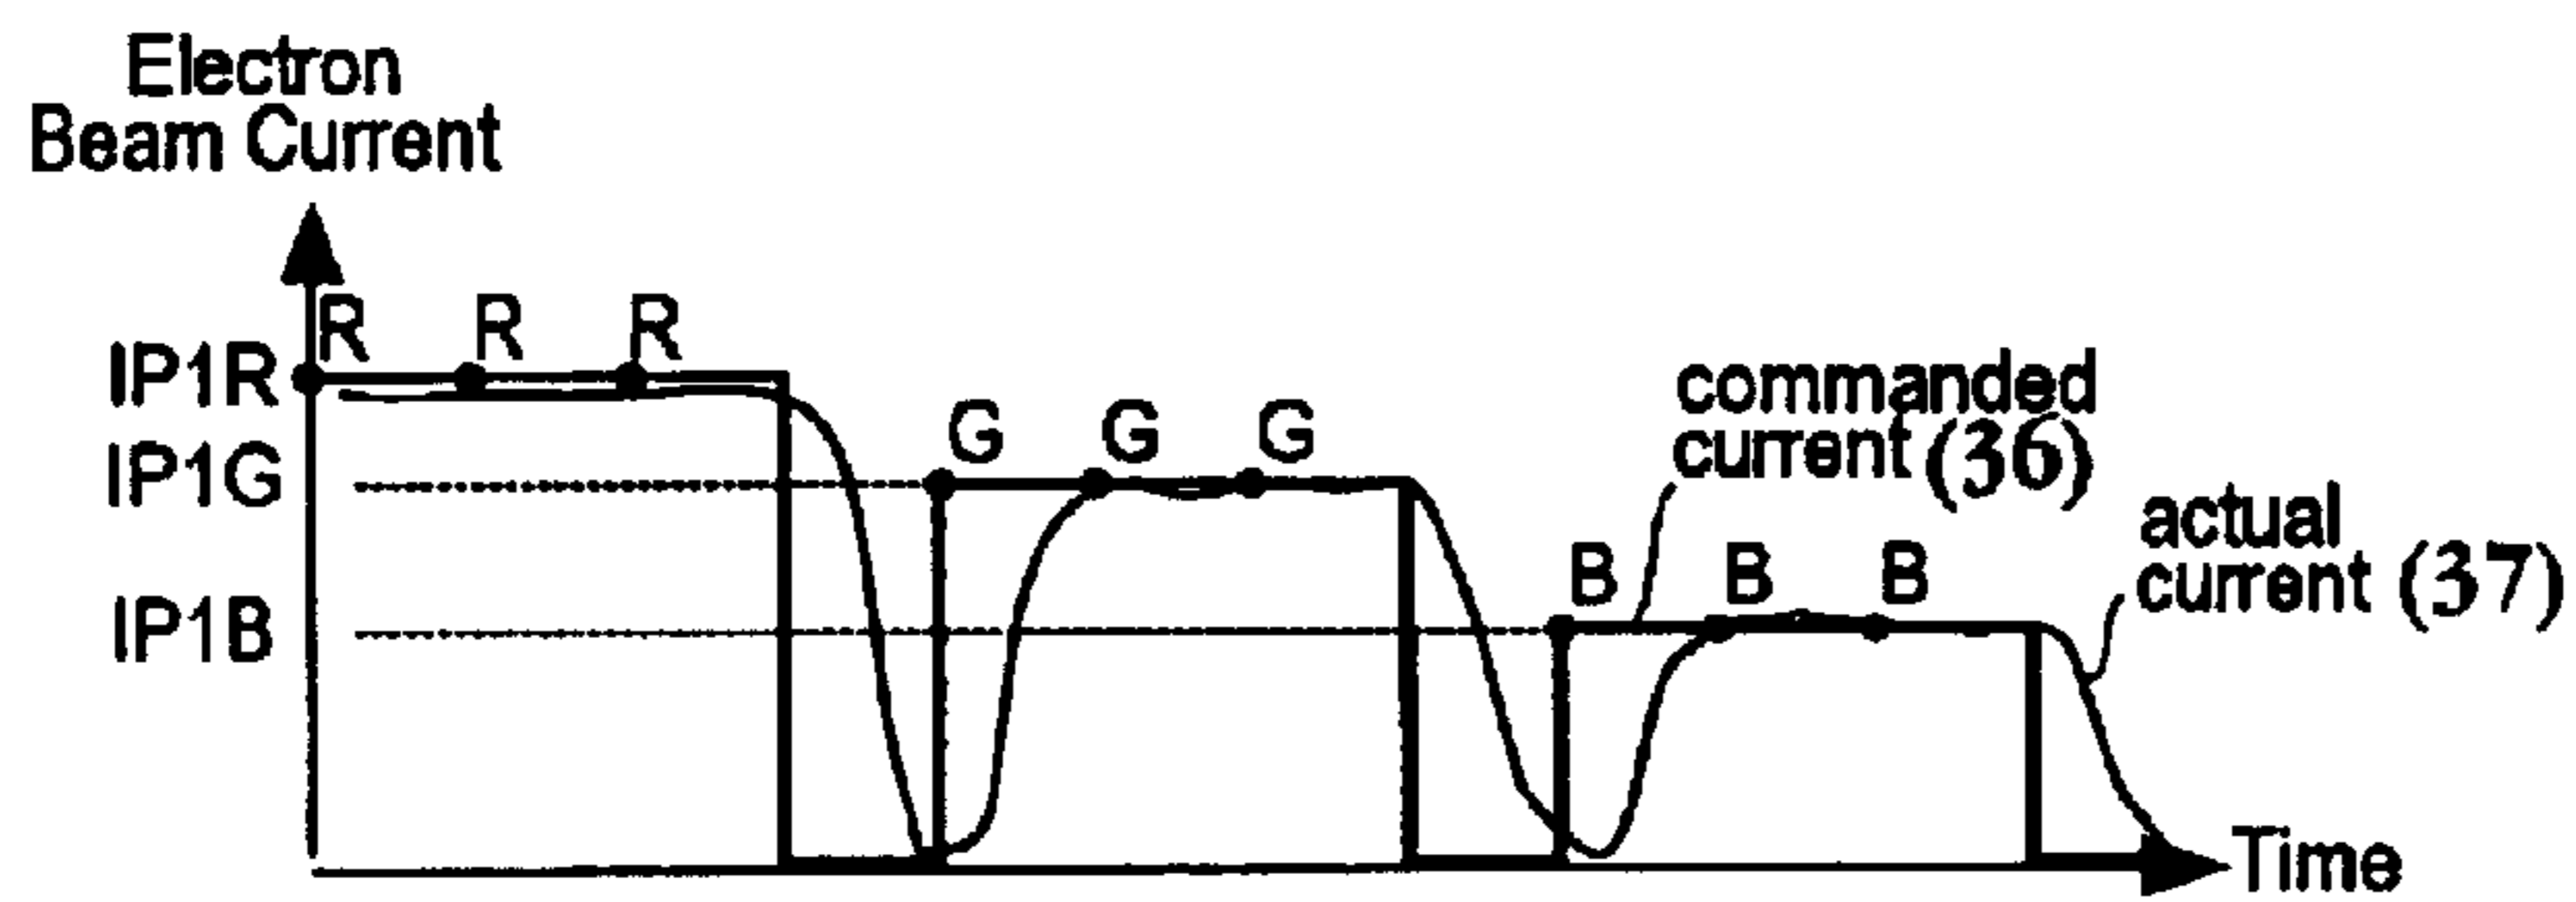 Electron
Beam Current
R R R
IP1R
IP1G
G G G
commanded
current (36)
actual
current (37)
B B B
IP1B
Time